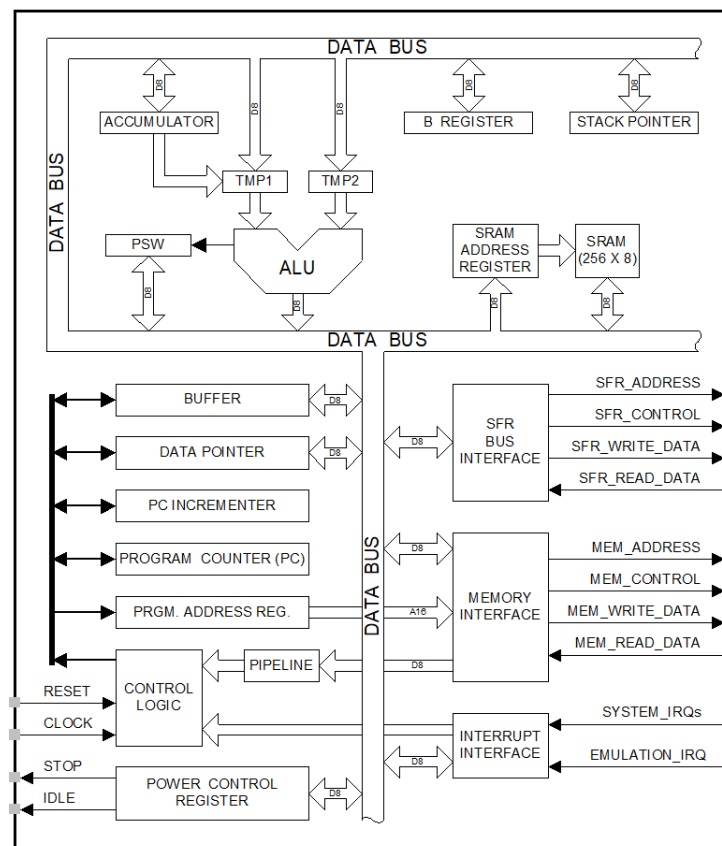 DATA BUS
D8
D8
D8
D8
D8
ACCUMULATOR
B REGISTER
STACK POINTER
DATA BUS
TMP1
TMP2
PSW
ALU
SRAM
ADDRESS
REGISTER
SRAM
(256 X 8)
D8
D8
D8
D8
DATA BUS
BUFFER
D8
SFR_ADDRESS
DATA POINTER
D8
D8
SFR
BUS
INTERFACE
SFR_CONTROL
SFR_WRITE_DATA
SFR_READ_DATA
PC INCREMENTER
PROGRAM COUNTER (PC)
DATA BUS
D8
MEM_ADDRESS
PRGM. ADDRESS REG.
A16
MEMORY
INTERFACE
MEM_CONTROL
MEM_WRITE_DATA
MEM_READ_DATA
CONTROL
LOGIC
PIPELINE
D8
RESET
CLOCK
INTERRUPT
INTERFACE
SYSTEM_IRQs
EMULATION_IRQ
D8
STOP
IDLE
POWER CONTROL
REGISTER
D8